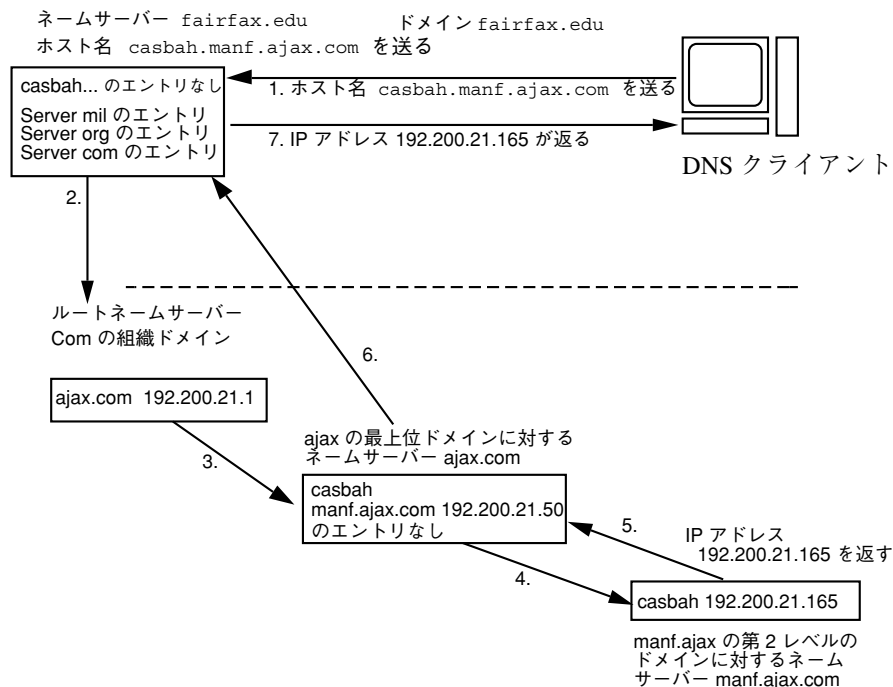 ネームサーバー fairfax.edu
ドメイン fairfax.edu
ホスト名 casbah.manf.ajax.com を送る
casbah... のエントリなし
Server mil のエントリ
Server org のエントリ
Server com のエントリ
1. ホスト名 casbah.manf.ajax.com を送る
7. IP アドレス 192.200.21.165 が返る
DNS クライアント
2.
ルートネームサーバー
Com の組織ドメイン
6.
ajax.com 192.200.21.1
3.
ajax の最上位ドメインに対する
ネームサーバー ajax.com
casbah
manf.ajax.com 192.200.21.50
のエントリなし
5.
IP アドレス
192.200.21.165 を返す
4.
casbah 192.200.21.165
manf.ajax の第 2 レベルの
ドメインに対するネーム
サーバー manf.ajax.com